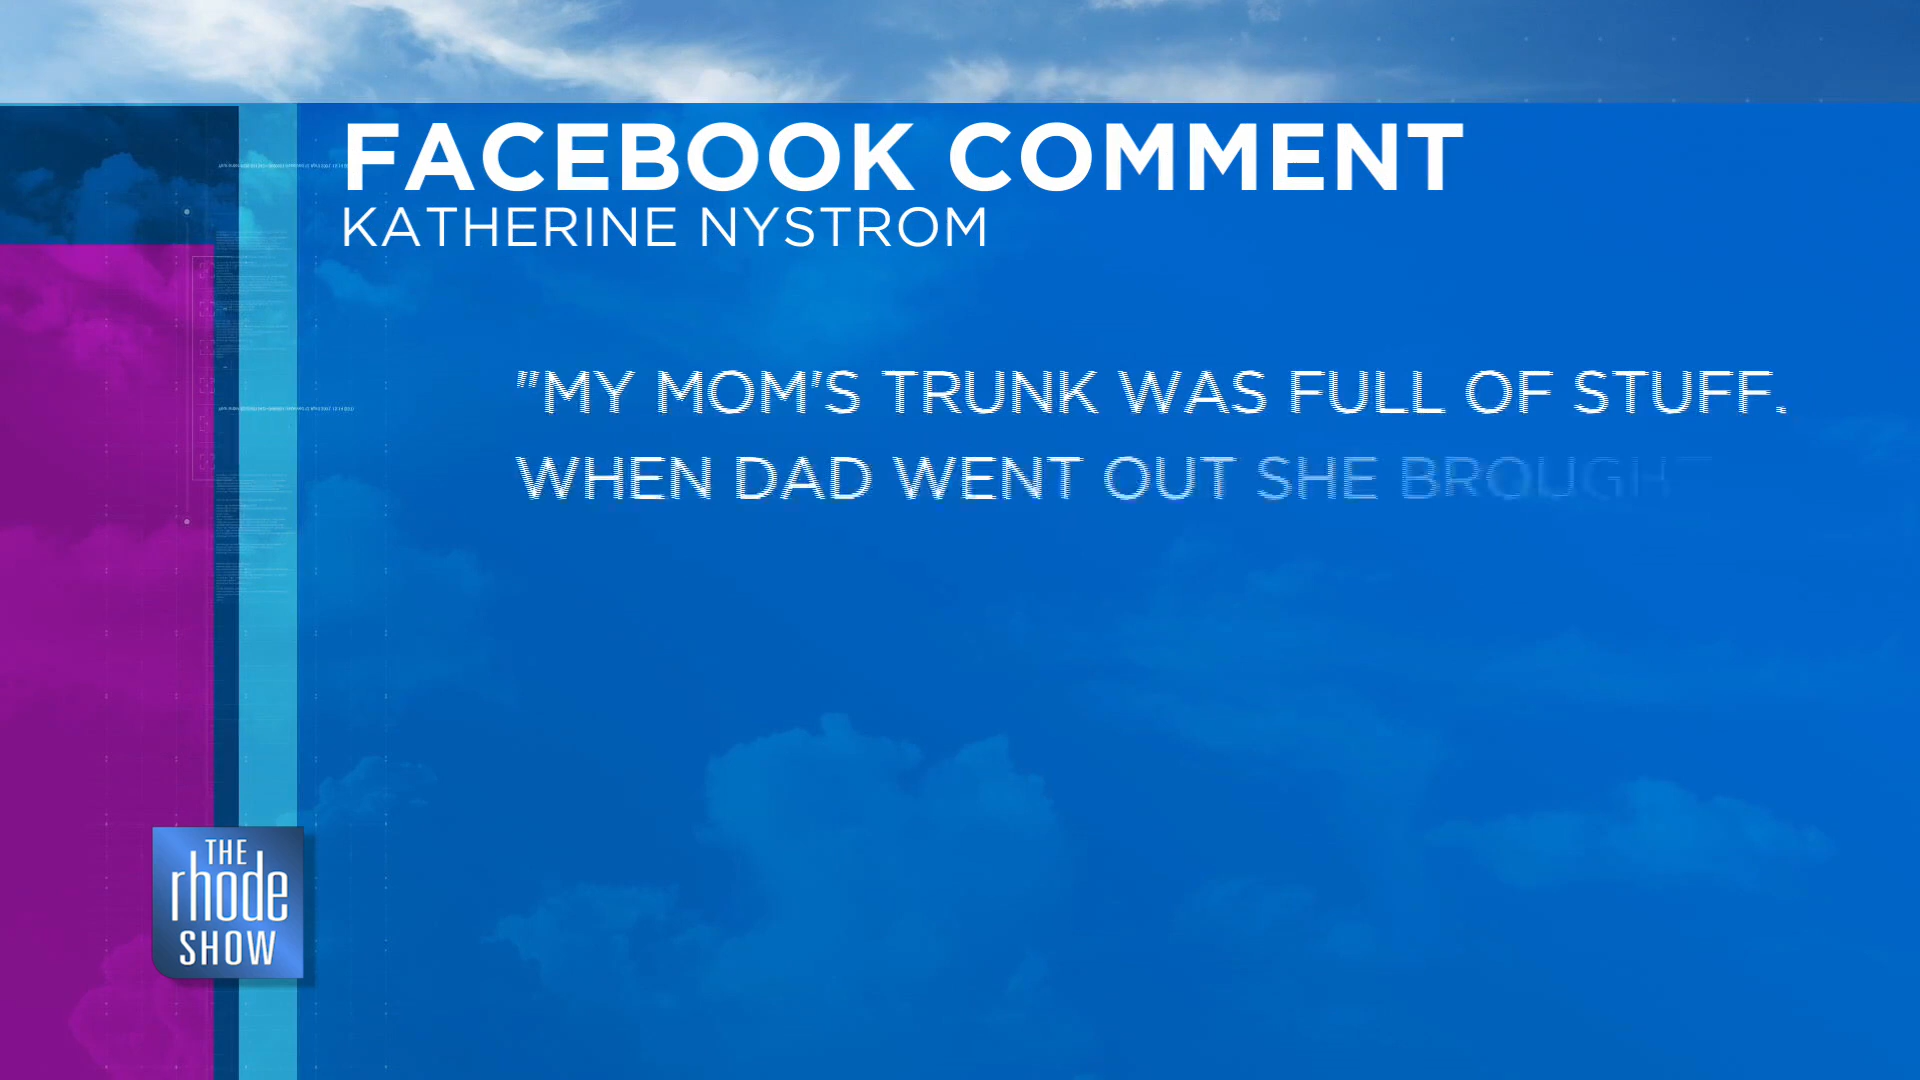 FACEBOOK COMMENT
KATHERINE NYSTROM
"MY MOM'S TRUNK WAS FULL OF STUFF.
WHEN DAD WENT OUT SHE BROUGHT
THE
rhode
SHOW